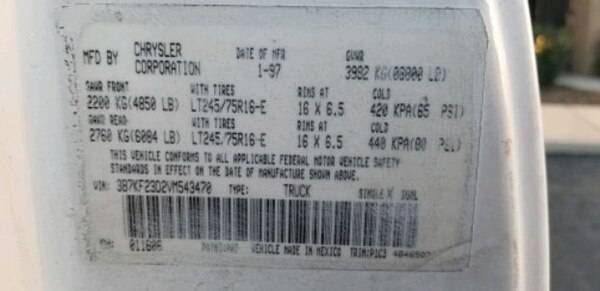 MFD BY CHRYSLER CORPORATION DATE OF MFR 1-97 GVWR 3992 KG(08800 LB)
GAWR FRONT WITH TIRES RIMS AT COLD
2200 KG(4850 LB) LT245/75R16-E 16 X 6.5 420 KPA(65 PSI)
GAWR REAR WITH TIRES RIMS AT COLD
2760 KG(6084 LB) LT245/75R16-E 16 X 6.5 440 KPA(80 PSI)
THIS VEHICLE CONFORMS TO ALL APPLICABLE FEDERAL MOTOR VEHICLE SAFETY
STANDARDS IN EFFECT ON THE DATE OF MANUFACTURE SHOWN ABOVE.
VIN: 3B7KF23D2VM543470 TYPE: TRUCK SINGLE X DUAL
MDH: 011606 VEHICLE MADE IN MEXICO